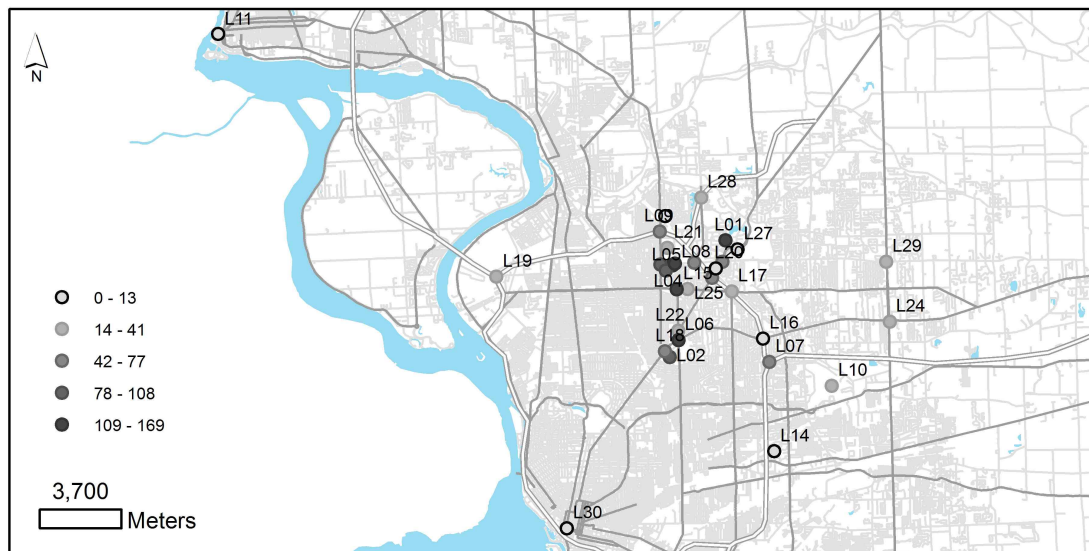 L11
N
L28
L09
L21
L01
L27
L05
L08
L20
L29
L19
L04
L15
L17
L25
L24
L22
L06
L16
L18
L02
L07
L10
L14
L30
0 - 13
14 - 41
42 - 77
78 - 108
109 - 169
3,700
Meters